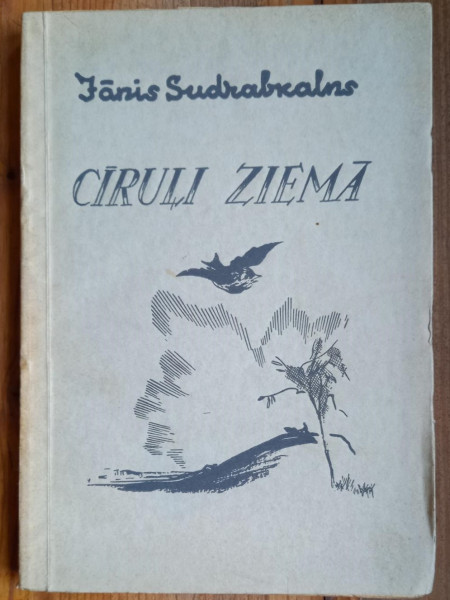 Jānis Sudrabkalns
CĪRUĻI ZIEMĀ